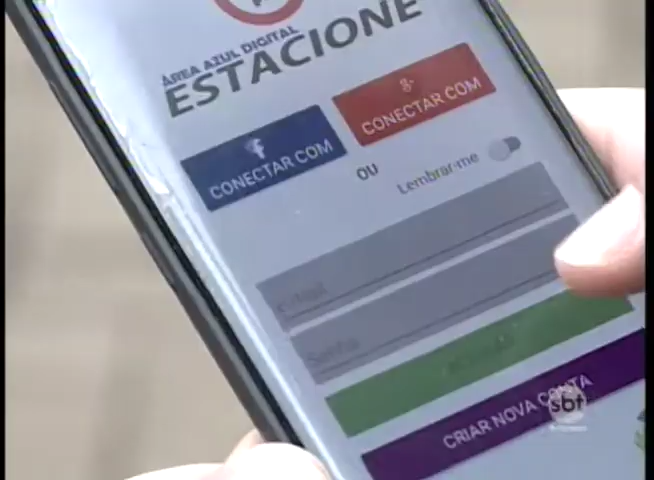 ÁREA AZUL DIGITAL
ESTACIONE
f
CONECTAR COM
g+
CONECTAR COM
OU
Lembrar-me
e-Mail
Senha
CRIAR NOVA CONTA
sbt